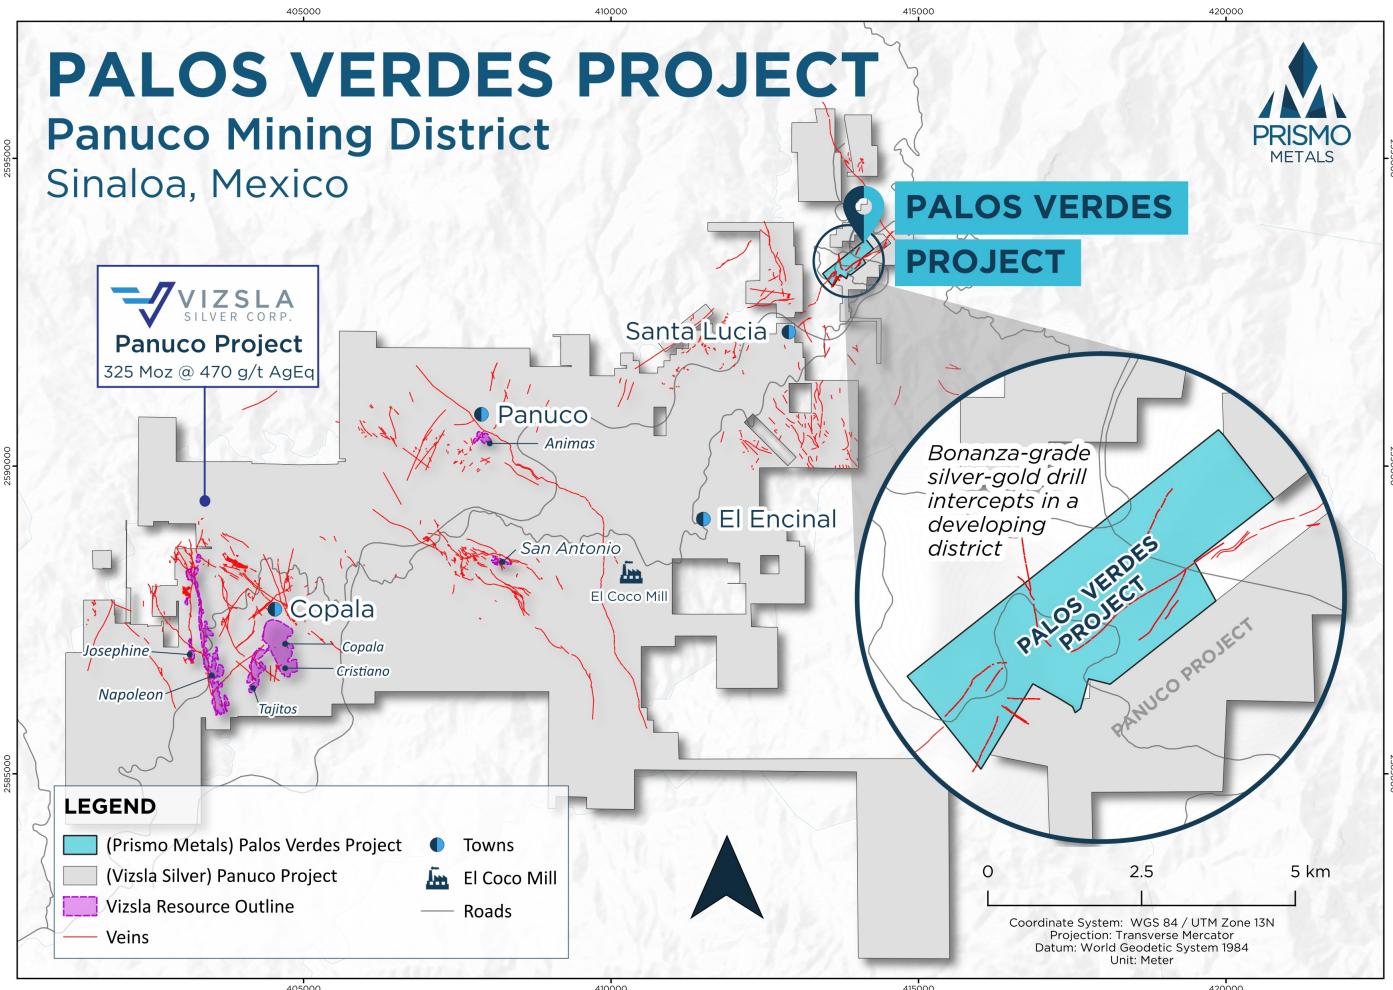 405000
410000
415000
420000
PALOS VERDES PROJECT
Panuco Mining District
Sinaloa, Mexico
PRISMO
METALS
2595000
2590000
2585000
PALOS VERDES
PROJECT
VIZSLA
SILVER CORP.
Panuco Project
325 Moz @ 470 g/t AgEq
Santa Lucia
Panuco
Animas
El Encinal
San Antonio
El Coco Mill
Copala
Josephine
Copala
Cristiano
Napoleon
Tajitos
Bonanza-grade
silver-gold drill
intercepts in a
developing
district
PALOS VERDES
PROJECT
PANUCO PROJECT
LEGEND
(Prismo Metals) Palos Verdes Project
(Vizsla Silver) Panuco Project
Vizsla Resource Outline
Veins
Towns
El Coco Mill
Roads
0 2.5 5 km
Coordinate System: WGS 84 / UTM Zone 13N
Projection: Transverse Mercator
Datum: World Geodetic System 1984
Unit: Meter
405000
410000
415000
420000